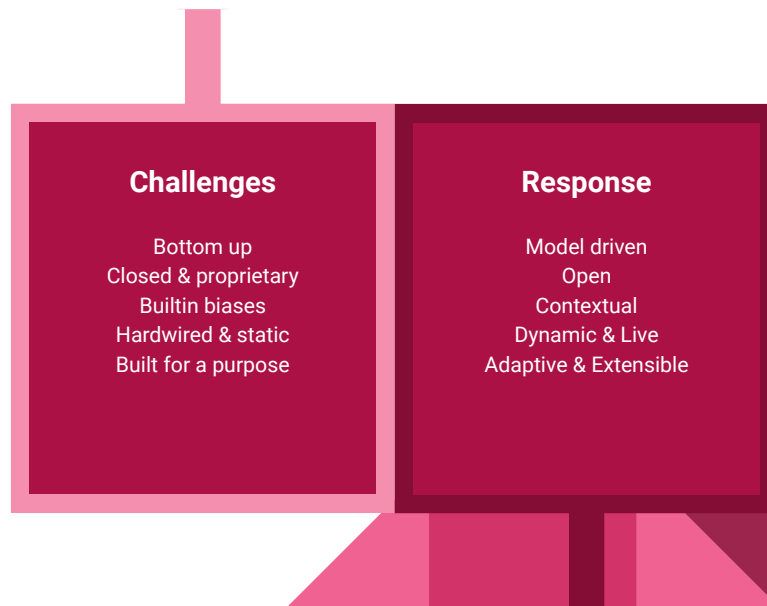 Challenges
Bottom up
Closed & proprietary
Builtin biases
Hardwired & static
Built for a purpose
Response
Model driven
Open
Contextual
Dynamic & Live
Adaptive & Extensible